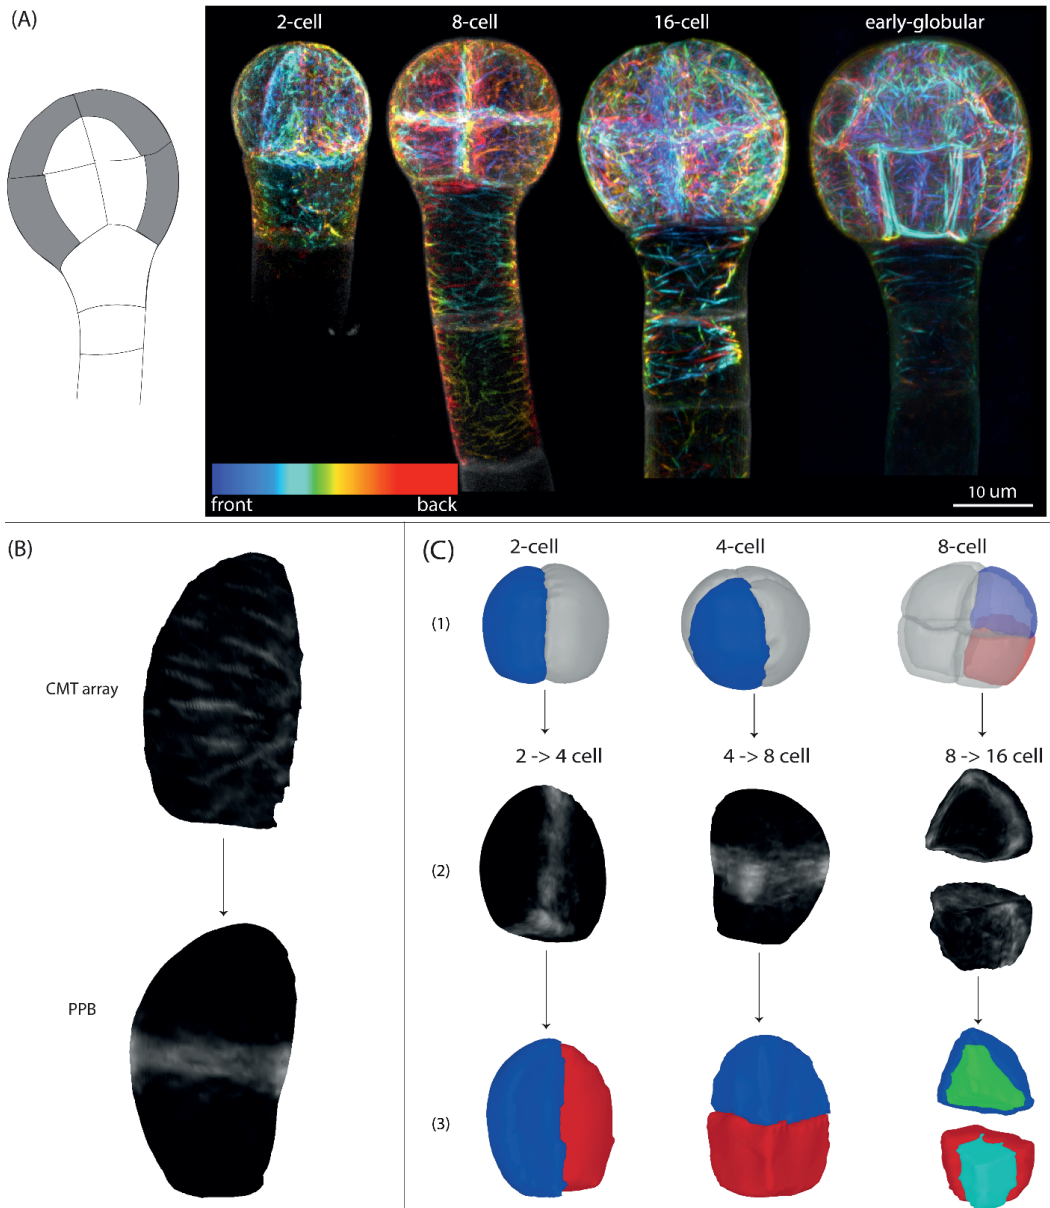 (A)
2-cell 8-cell 16-cell early-globular
front back
10 um
(B)
CMT array
PPB
(C)
2-cell 4-cell 8-cell
(1)
2 -> 4 cell 4 -> 8 cell 8 -> 16 cell
(2)
(3)